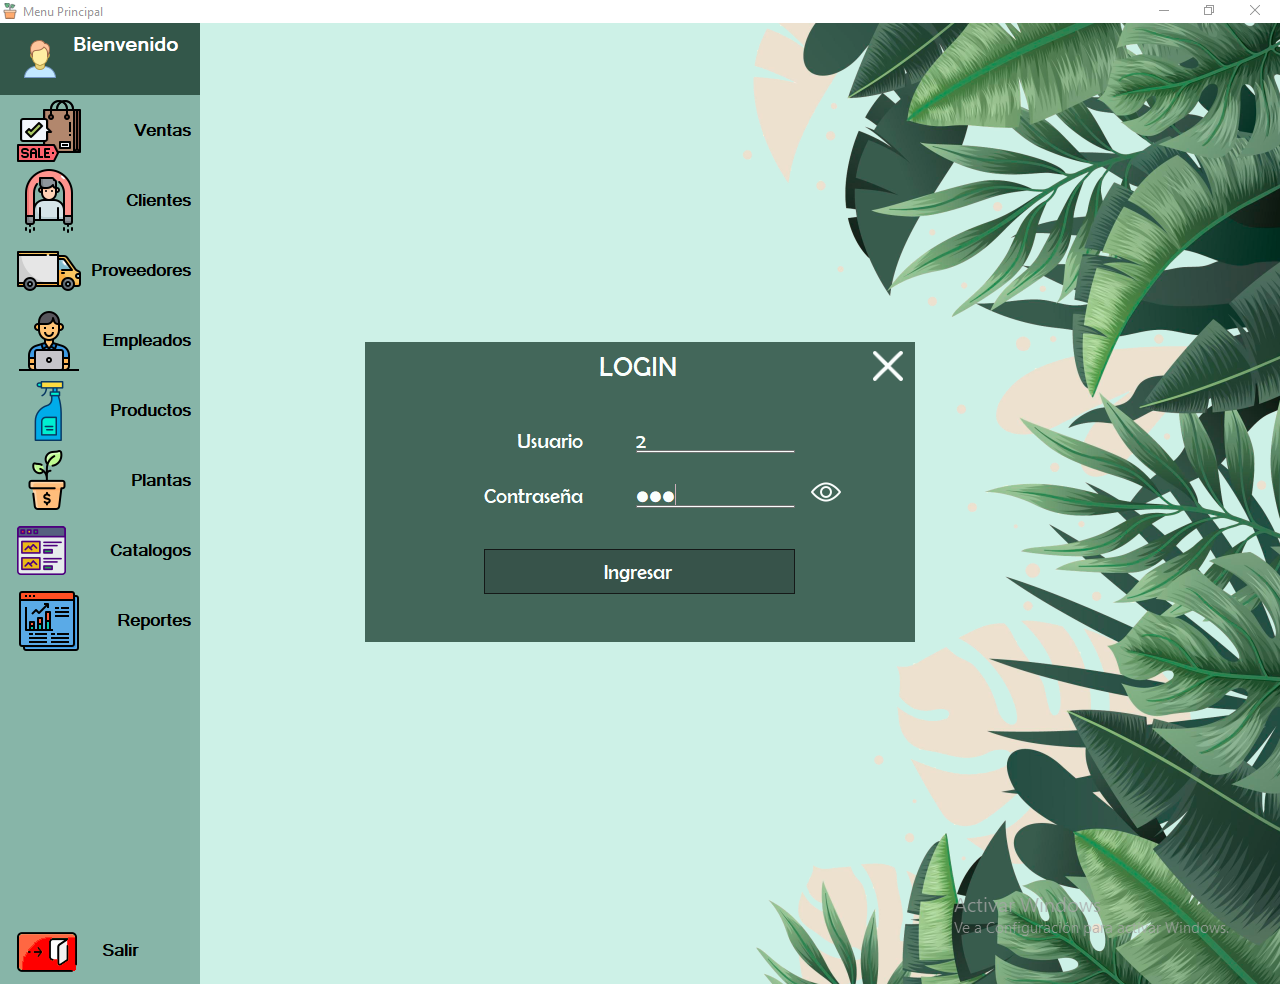 Menu Principal
Bienvenido
Ventas
SALE
Clientes
Proveedores
Empleados
Productos
Plantas
$
Catalogos
Reportes
Salir
LOGIN
Usuario 2
Contraseña ●●●
Ingresar
Activar Windows
Ve a Configuración para activar Windows.